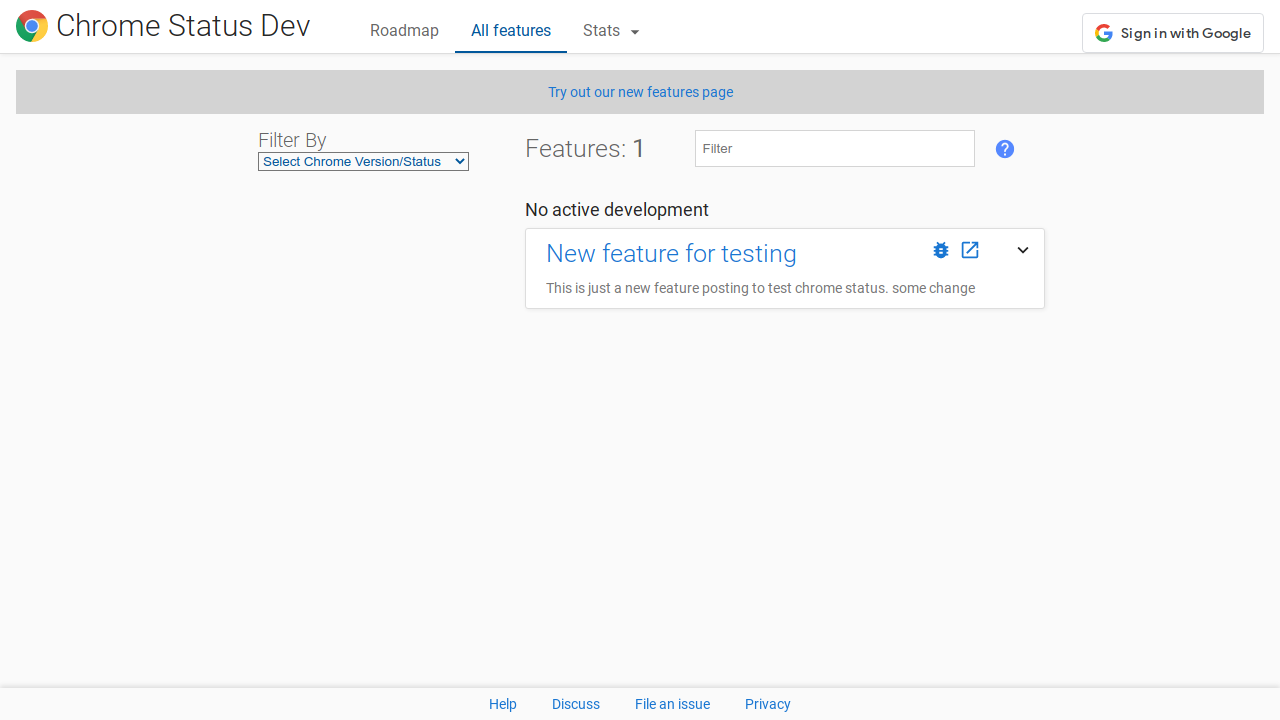 Chrome Status Dev
Roadmap
All features
Stats
Sign in with Google
Try out our new features page
Filter By
Select Chrome Version/Status
Features: 1
Filter
?
No active development
New feature for testing
This is just a new feature posting to test chrome status. some change
Help
Discuss
File an issue
Privacy